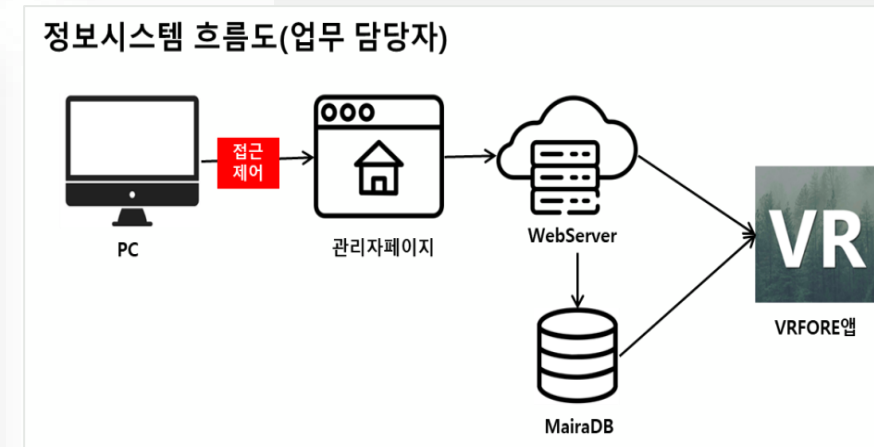 정보시스템 흐름도(업무 담당자)
접근
제어
PC
관리자페이지
WebServer
VR
VRFORE앱
MairaDB